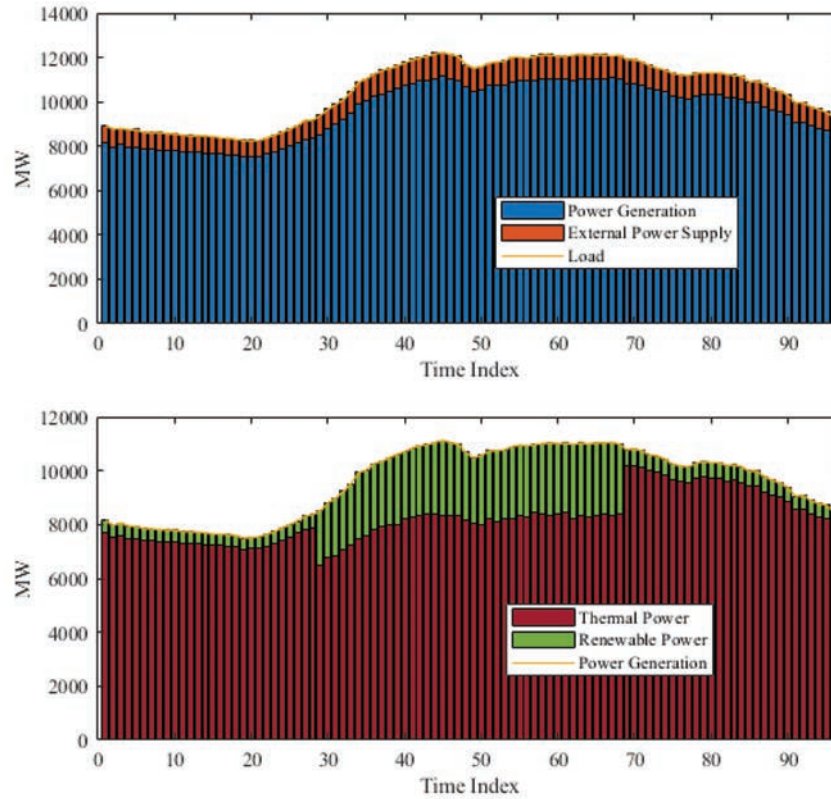 14000
12000
10000
8000
6000
4000
2000
0
MW
Power Generation
External Power Supply
Load
0 10 20 30 40 50 60 70 80 90
Time Index
12000
10000
8000
6000
4000
2000
0
MW
Thermal Power
Renewable Power
Power Generation
0 10 20 30 40 50 60 70 80 90
Time Index